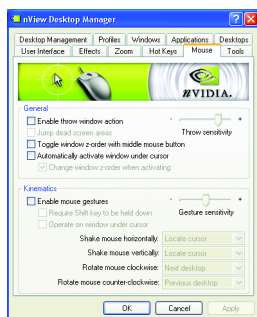 nView Desktop Manager
Desktop Management Profiles Windows Applications Desktops
User Interface Effects Zoom Hot Keys Mouse Tools
NVIDIA.
General
Enable throw window action - +
Jump dead screen areas Throw sensitivity
Toggle window z-order with middle mouse button
Automatically activate window under cursor
Change window z-order when activating
Kinematics
Enable mouse gestures - +
Require Shift key to be held down Gesture sensitivity
Operate on window under cursor
Shake mouse horizontally: Locate cursor
Shake mouse vertically: Locate cursor
Rotate mouse clockwise: Next desktop
Rotate mouse counter-clockwise: Previous desktop
OK Cancel Apply